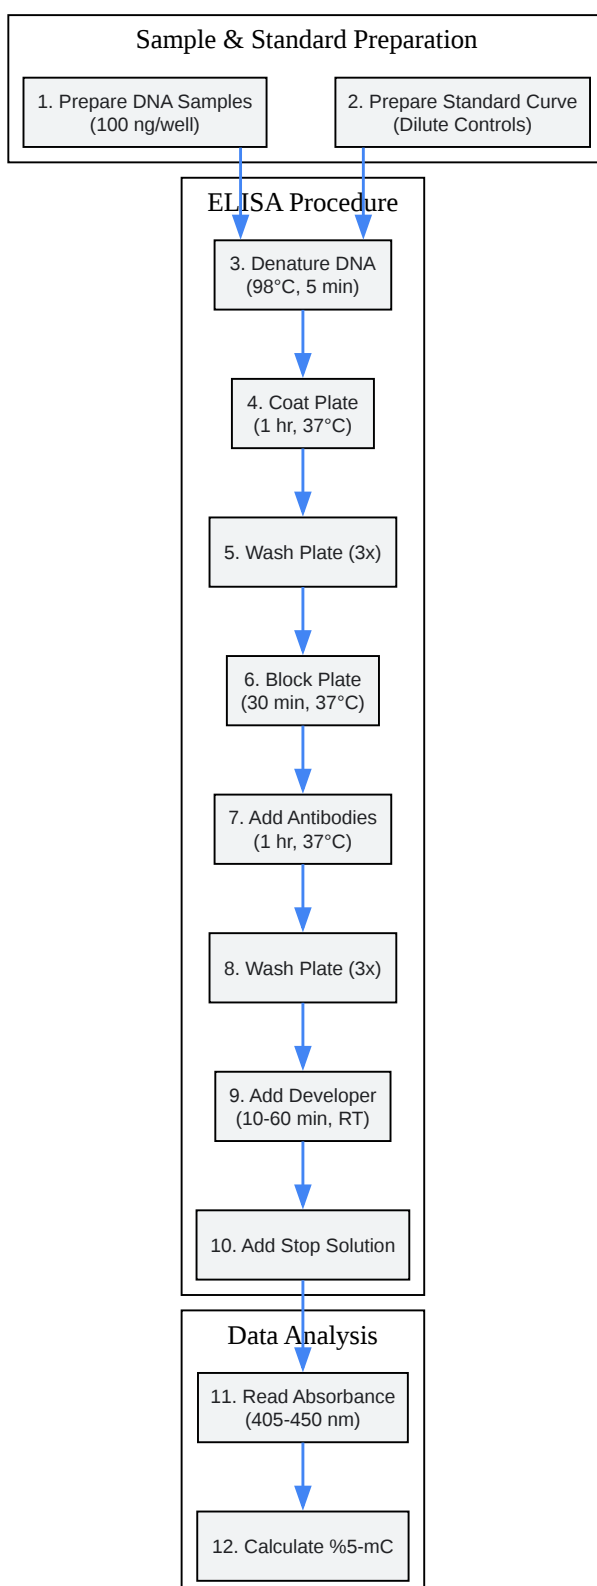 Sample & Standard Preparation
1. Prepare DNA Samples
(100 ng/well)
2. Prepare Standard Curve
(Dilute Controls)
ELISA Procedure
3. Denature DNA
(98°C, 5 min)
4. Coat Plate
(1 hr, 37°C)
5. Wash Plate (3x)
6. Block Plate
(30 min, 37°C)
7. Add Antibodies
(1 hr, 37°C)
8. Wash Plate (3x)
9. Add Developer
(10-60 min, RT)
10. Add Stop Solution
Data Analysis
11. Read Absorbance
(405-450 nm)
12. Calculate %5-mC